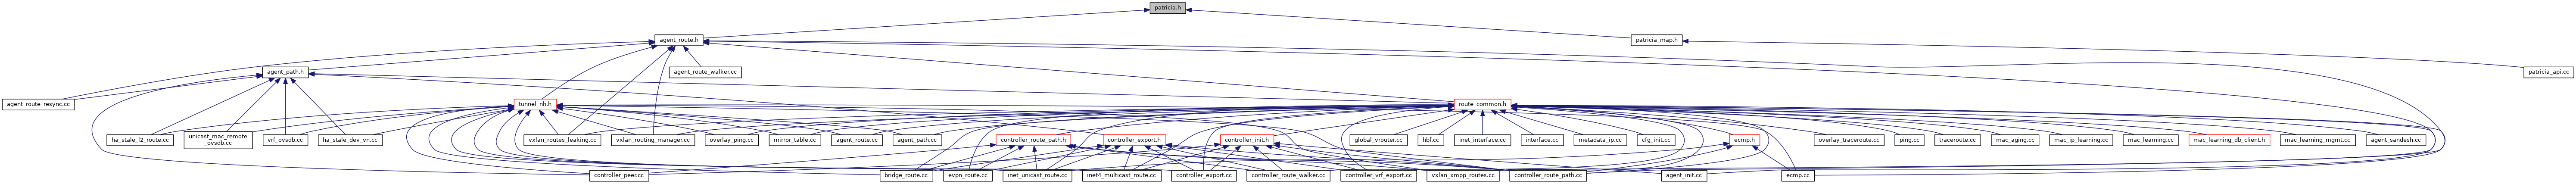 patricia.h
agent_route.h
patricia_map.h
agent_path.h
agent_route_walker.cc
patricia_api.cc
agent_route_resync.cc
tunnel_nh.h
route_common.h
ha_stale_l2_route.cc
unicast_mac_remote
_ovsdb.cc
vrf_ovsdb.cc
ha_stale_dev_vn.cc
vxlan_routes_leaking.cc
vxlan_routing_manager.cc
overlay_ping.cc
mirror_table.cc
agent_route.cc
agent_path.cc
controller_route_path.h
controller_export.h
controller_init.h
global_vrouter.cc
hbf.cc
inet_interface.cc
interface.cc
metadata_ip.cc
cfg_init.cc
ecmp.h
overlay_traceroute.cc
ping.cc
traceroute.cc
mac_aging.cc
mac_ip_learning.cc
mac_learning.cc
mac_learning_db_client.h
mac_learning_mgmt.cc
agent_sandesh.cc
controller_peer.cc
bridge_route.cc
evpn_route.cc
inet_unicast_route.cc
inet4_multicast_route.cc
controller_export.cc
controller_route_walker.cc
controller_vrf_export.cc
vxlan_xmpp_routes.cc
controller_route_path.cc
agent_init.cc
ecmp.cc